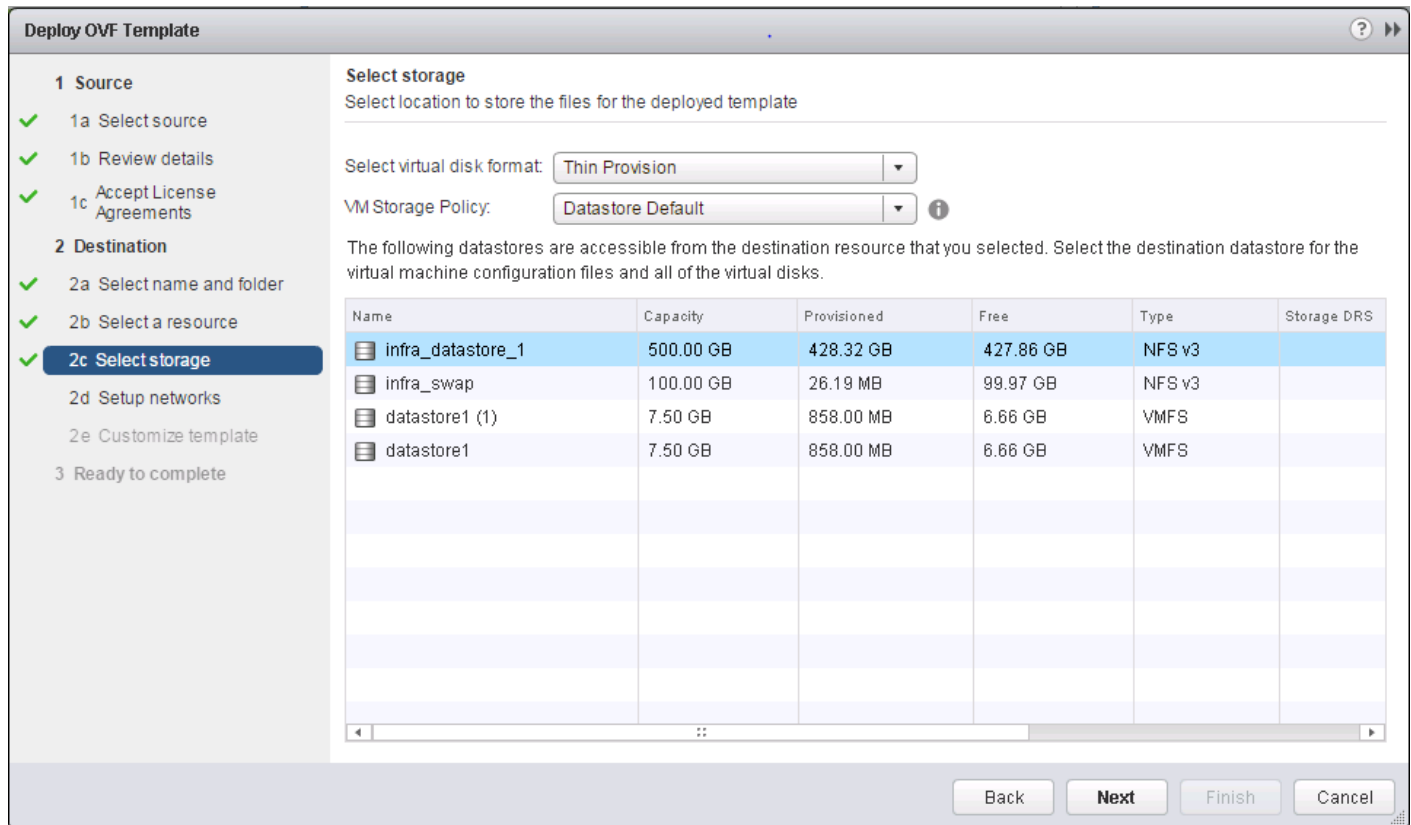 Deploy OVF Template
1 Source
1a Select source
1b Review details
1c Accept License
Agreements
2 Destination
2a Select name and folder
2b Select a resource
2c Select storage
2d Setup networks
2e Customize template
3 Ready to complete
Select storage
Select location to store the files for the deployed template
Select virtual disk format: Thin Provision
VM Storage Policy: Datastore Default
The following datastores are accessible from the destination resource that you selected. Select the destination datastore for the
virtual machine configuration files and all of the virtual disks.
Name Capacity Provisioned Free Type Storage DRS
infra_datastore_1 500.00 GB 428.32 GB 427.86 GB NFS v3
infra_swap 100.00 GB 26.19 MB 99.97 GB NFS v3
datastore1 (1) 7.50 GB 858.00 MB 6.66 GB VMFS
datastore1 7.50 GB 858.00 MB 6.66 GB VMFS
Back Next Finish Cancel